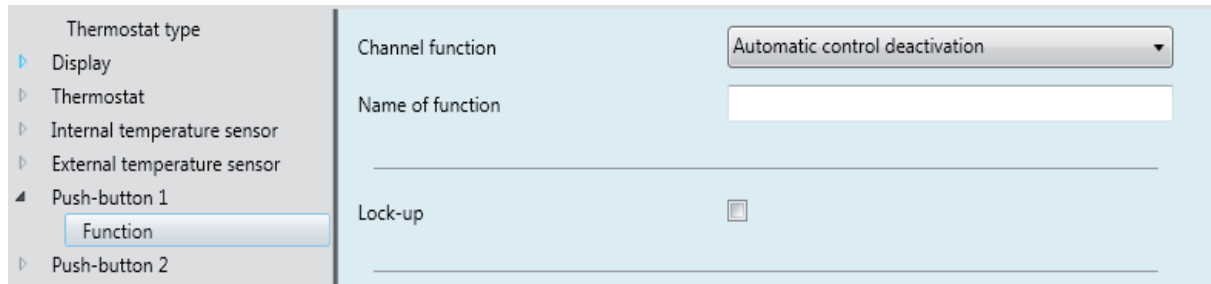 Thermostat type
Display
Thermostat
Internal temperature sensor
External temperature sensor
Push-button 1
Function
Push-button 2
Channel function
Automatic control deactivation
Name of function
Lock-up